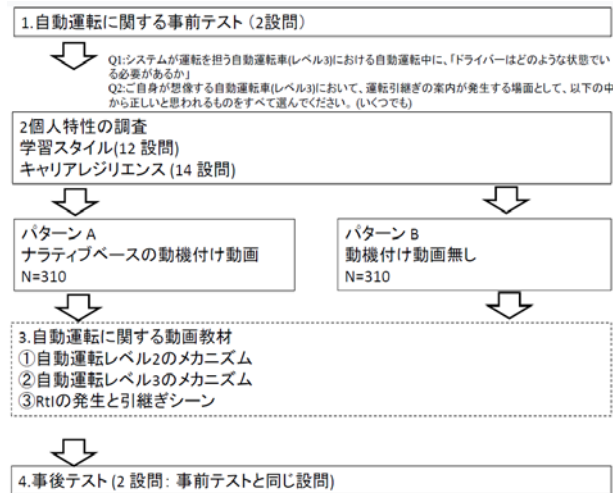 1.自動運転に関する事前テスト（2設問）
Q1:システムが運転を担う自動運転車(レベル3)における自動運転中に、「ドライバーはどのような状態でい
る必要があるか」
Q2:ご自身が想像する自動運転車(レベル3)において、運転引継ぎの案内が発生する場面として、以下の中
から正しいと思われるものをすべて選んでください。(いくつでも)
2個人特性の調査
学習スタイル(12 設問)
キャリアレジリエンス (14 設問)
パターン A
ナラティブベースの動機付け動画
N=310
パターン B
動機付け動画無し
N=310
3.自動運転に関する動画教材
①自動運転レベル2のメカニズム
②自動運転レベル3のメカニズム
③RtIの発生と引継ぎシーン
4.事後テスト(2 設問: 事前テストと同じ設問)